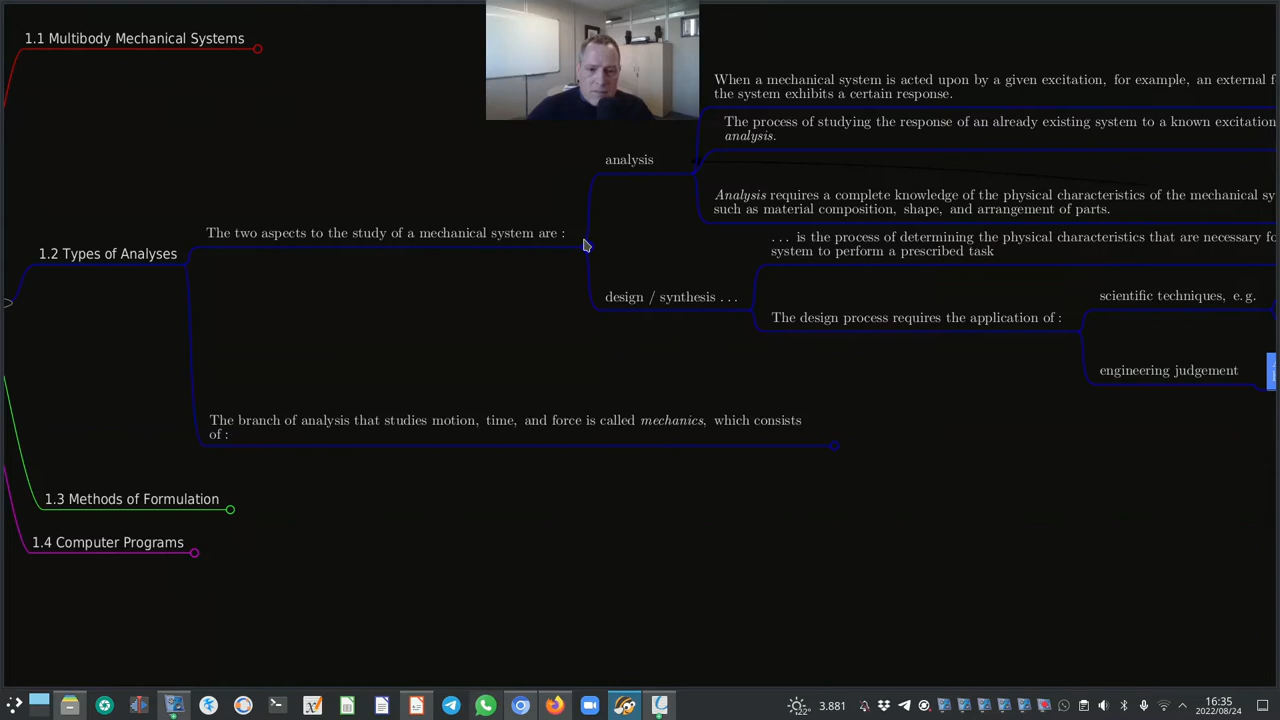 1.1 Multibody Mechanical Systems
When a mechanical system is acted upon by a given excitation, for example, an external f
the system exhibits a certain response.
The process of studying the response of an already existing system to a known excitation
analysis.
analysis
Analysis requires a complete knowledge of the physical characteristics of the mechanical sy
such as material composition, shape, and arrangement of parts.
The two aspects to the study of a mechanical system are :
... is the process of determining the physical characteristics that are necessary fo
system to perform a prescribed task
1.2 Types of Analyses
design / synthesis ...
scientific techniques, e.g.
The design process requires the application of :
engineering judgement
The branch of analysis that studies motion, time, and force is called mechanics, which consists
of :
1.3 Methods of Formulation
1.4 Computer Programs
22°
3.881
16:35
2022/08/24